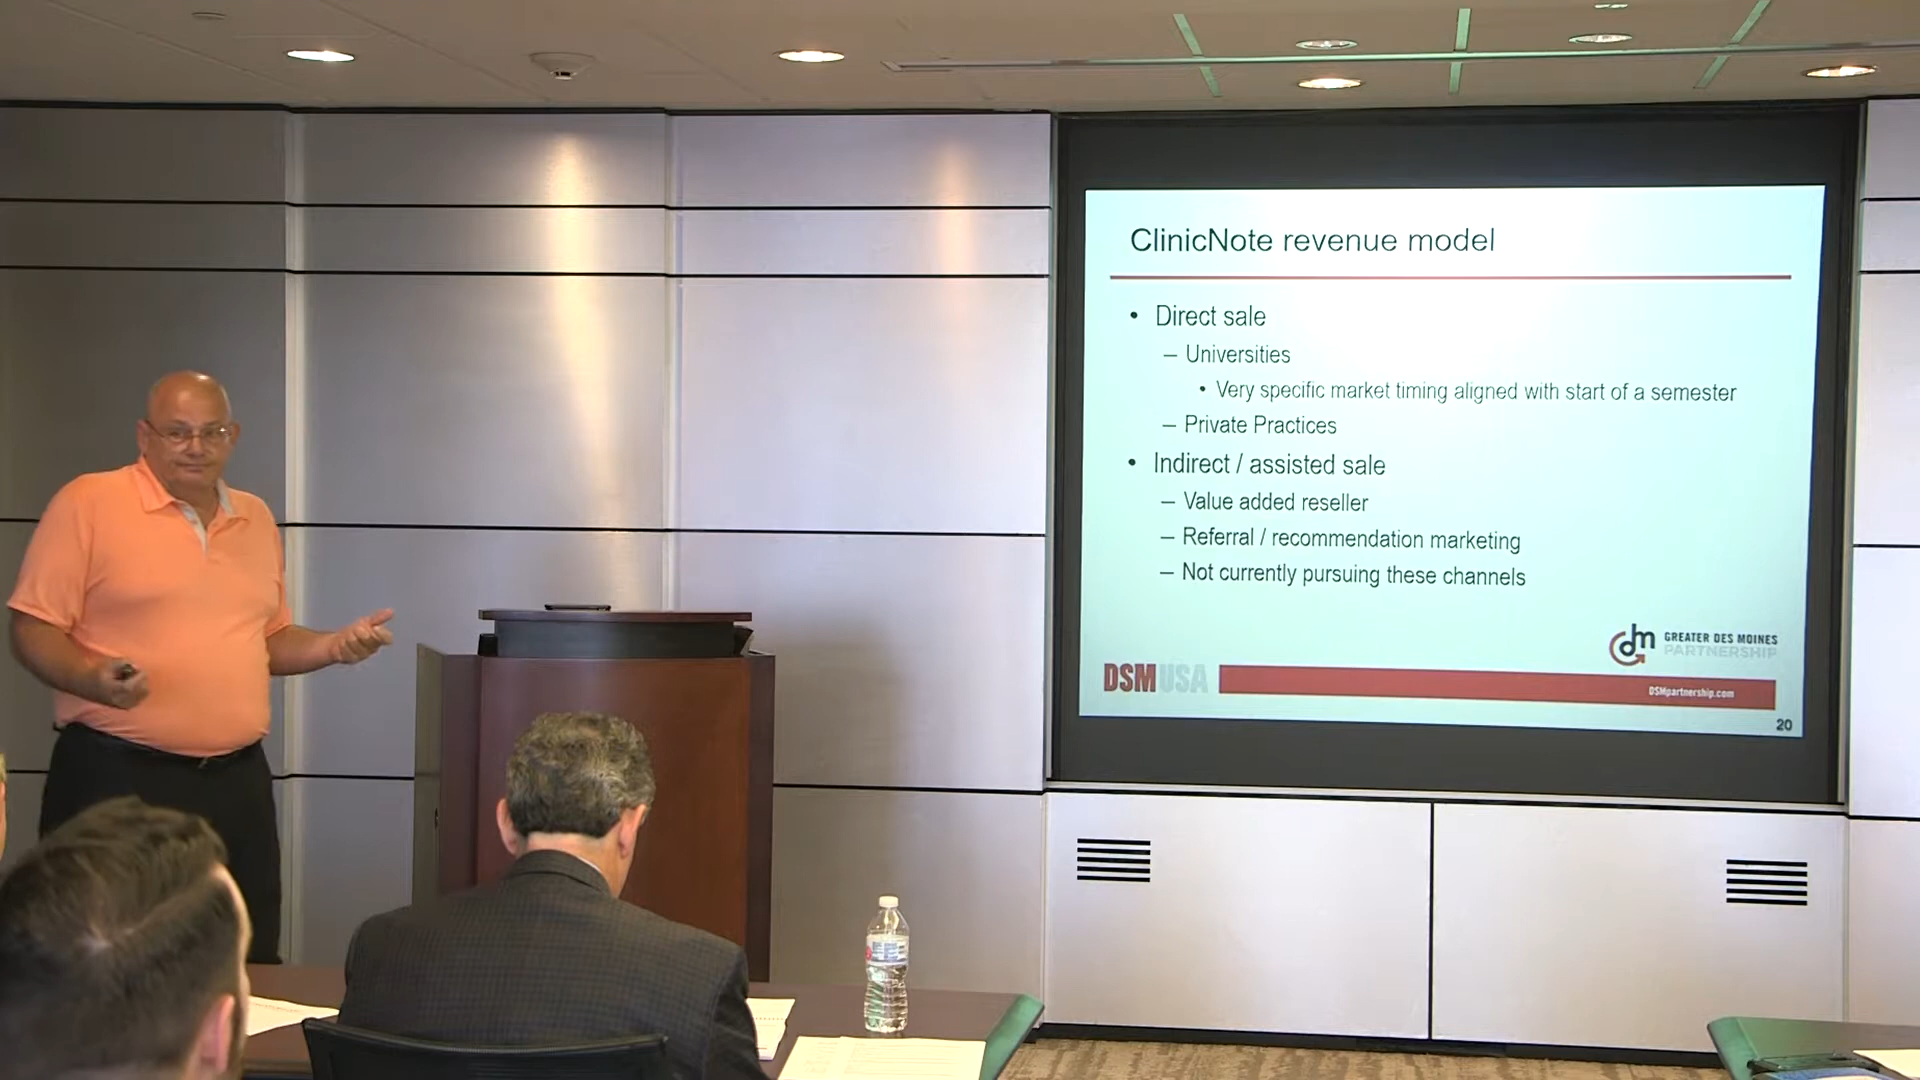 ClinicNote revenue model
• Direct sale
– Universities
• Very specific market timing aligned with start of a semester
– Private Practices
• Indirect / assisted sale
– Value added reseller
– Referral / recommendation marketing
– Not currently pursuing these channels
dm GREATER DES MOINES
PARTNERSHIP
DSM USA
DSMpartnership.com
20